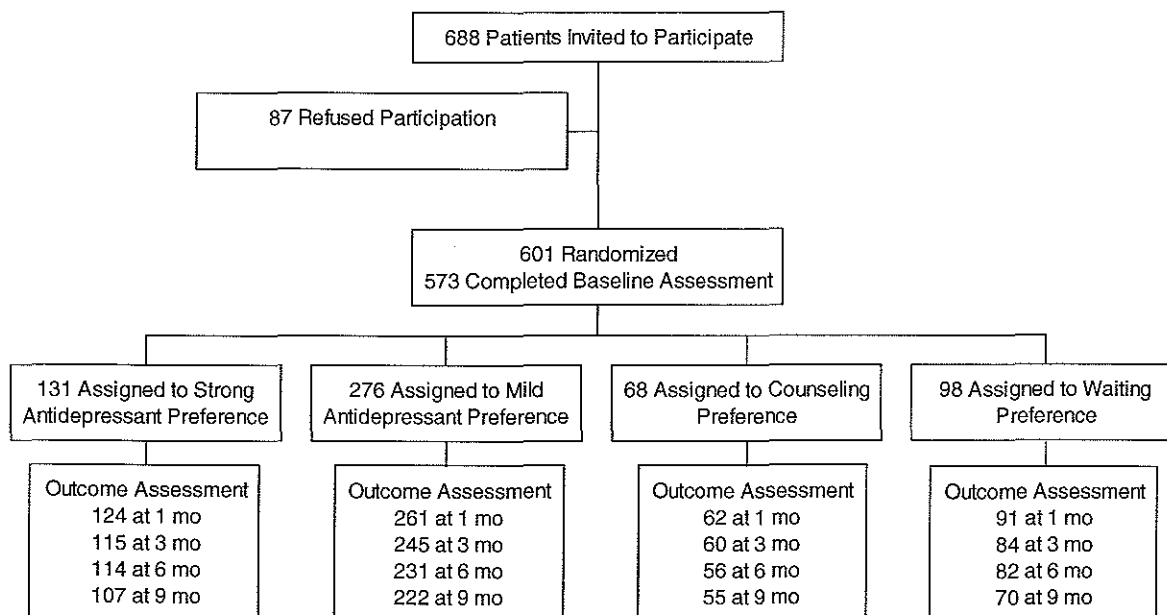 688 Patients Invited to Participate
87 Refused Participation
601 Randomized
573 Completed Baseline Assessment
131 Assigned to Strong
Antidepressant Preference
276 Assigned to Mild
Antidepressant Preference
68 Assigned to Counseling
Preference
98 Assigned to Waiting
Preference
Outcome Assessment
124 at 1 mo
115 at 3 mo
114 at 6 mo
107 at 9 mo
Outcome Assessment
261 at 1 mo
245 at 3 mo
231 at 6 mo
222 at 9 mo
Outcome Assessment
62 at 1 mo
60 at 3 mo
56 at 6 mo
55 at 9 mo
Outcome Assessment
91 at 1 mo
84 at 3 mo
82 at 6 mo
70 at 9 mo